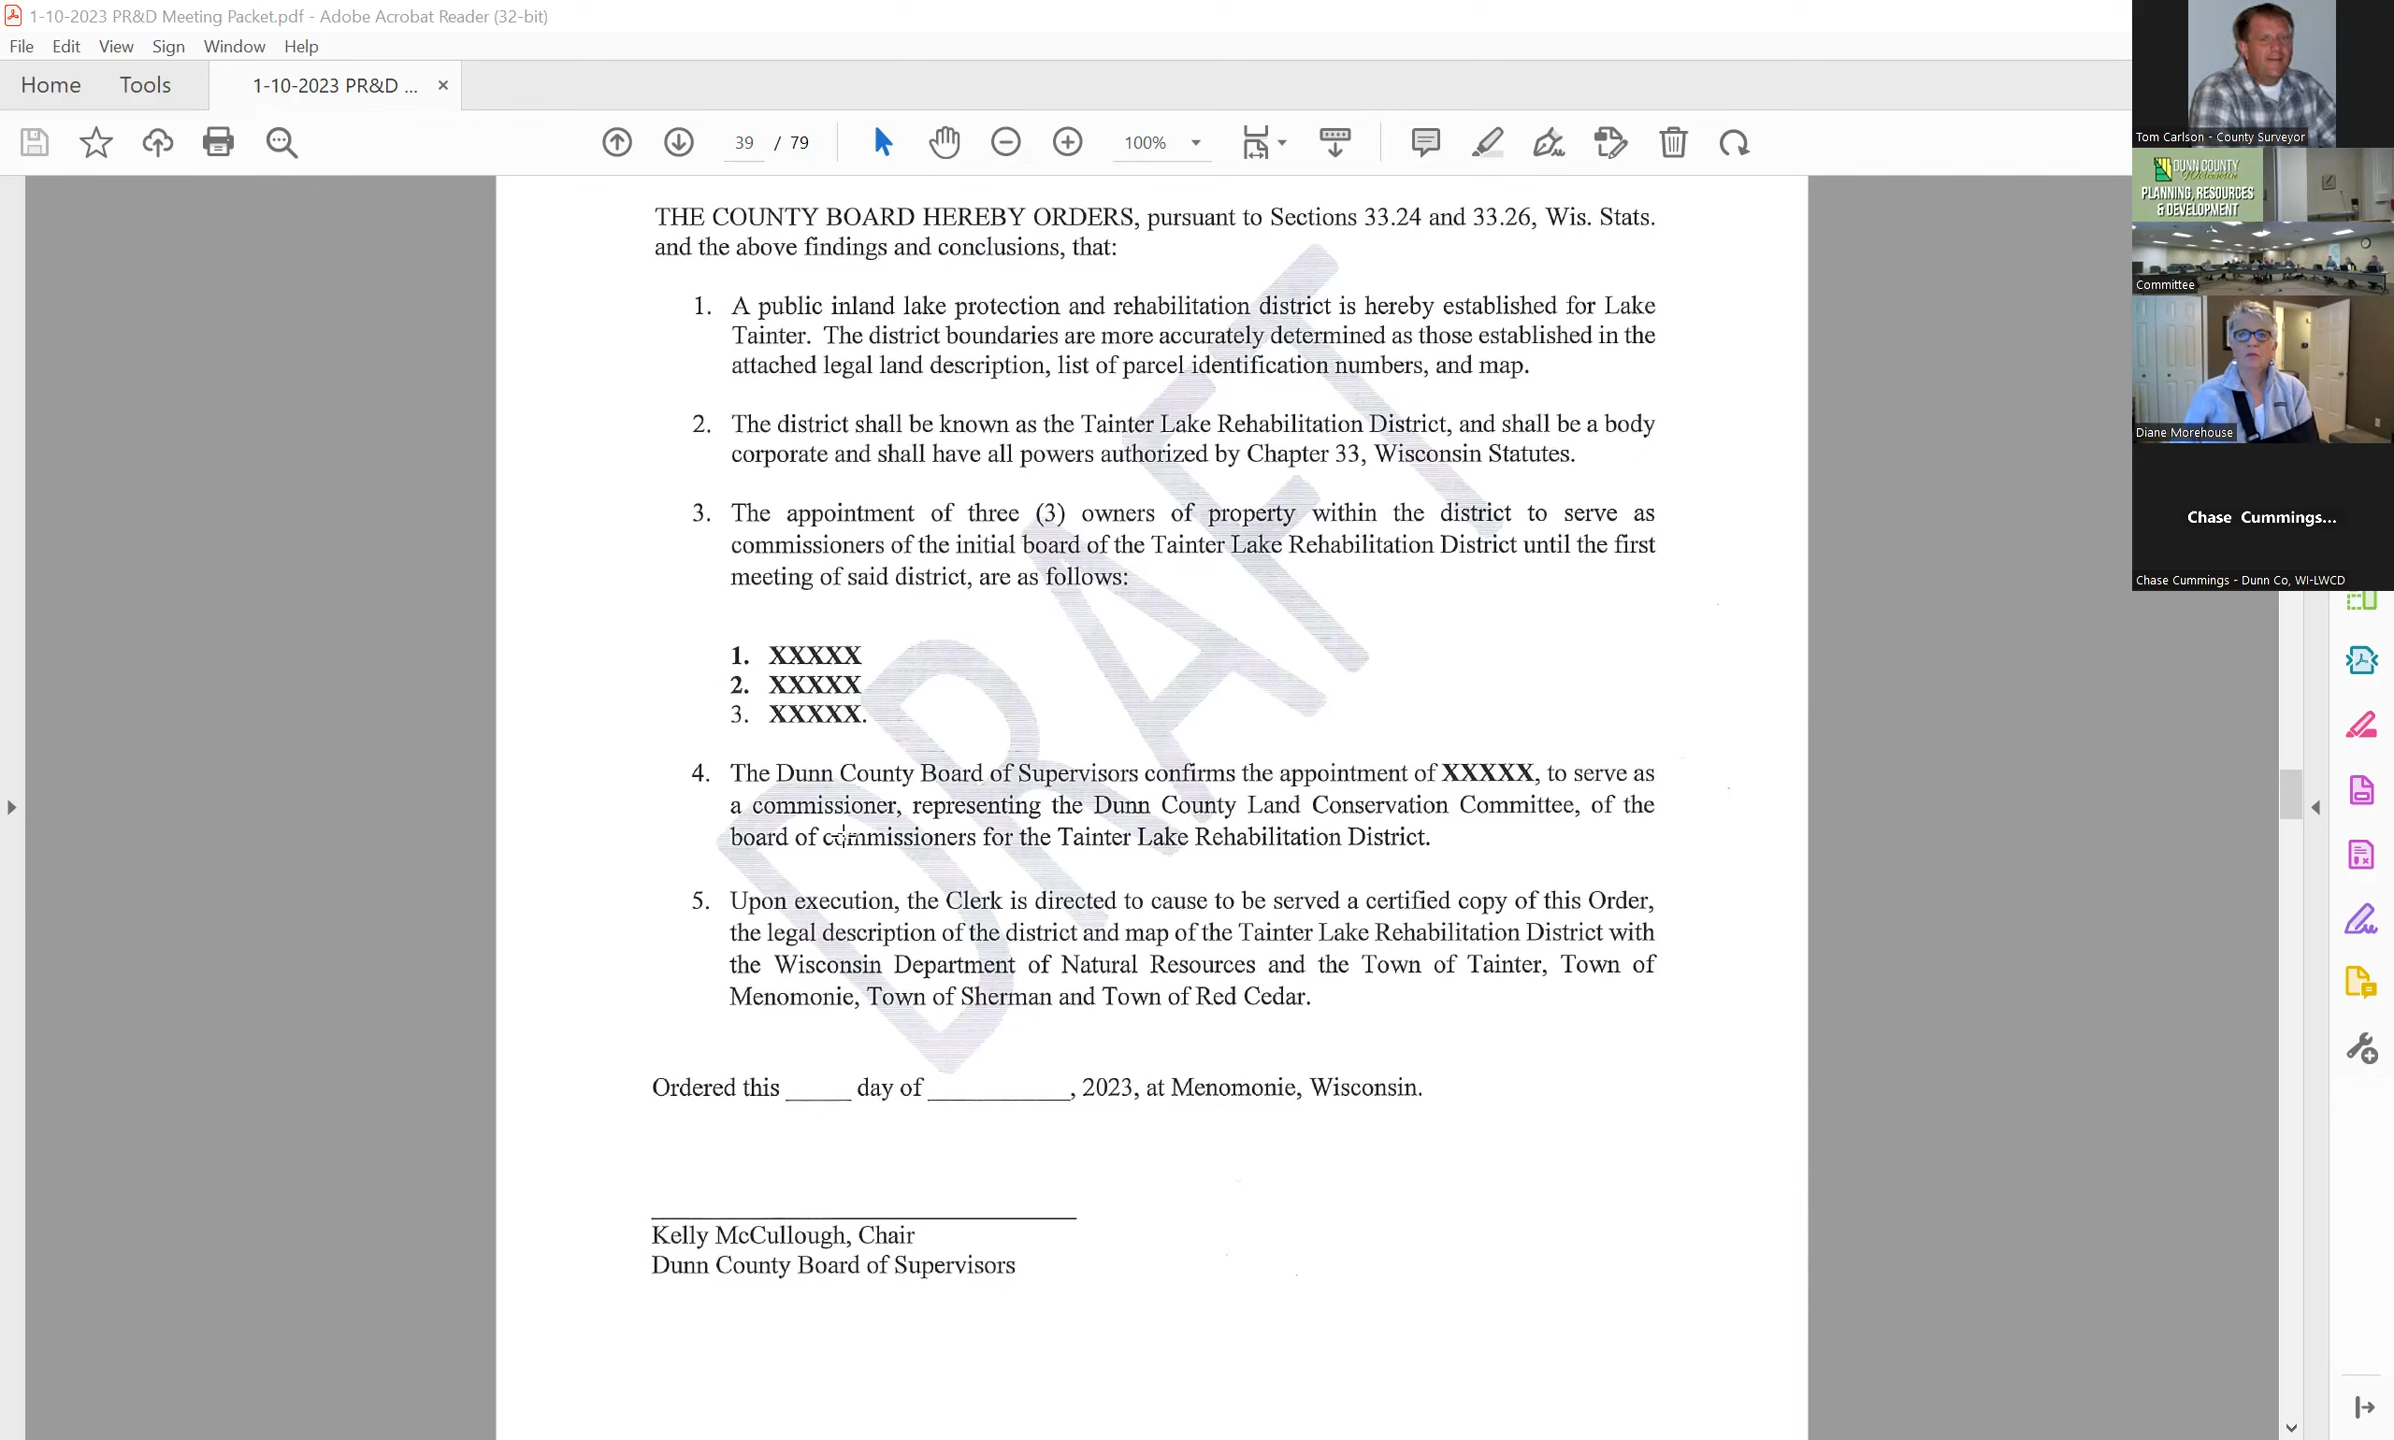 1-10-2023 PR&D Meeting Packet.pdf - Adobe Acrobat Reader (32-bit)
File Edit View Sign Window Help
Home Tools 1-10-2023 PR&D ... ×
39 / 79 100%
THE COUNTY BOARD HEREBY ORDERS, pursuant to Sections 33.24 and 33.26, Wis. Stats.
and the above findings and conclusions, that:
1. A public inland lake protection and rehabilitation district is hereby established for Lake
Tainter. The district boundaries are more accurately determined as those established in the
attached legal land description, list of parcel identification numbers, and map.
2. The district shall be known as the Tainter Lake Rehabilitation District, and shall be a body
corporate and shall have all powers authorized by Chapter 33, Wisconsin Statutes.
3. The appointment of three (3) owners of property within the district to serve as
commissioners of the initial board of the Tainter Lake Rehabilitation District until the first
meeting of said district, are as follows:
1. XXXXX
2. XXXXX
3. XXXXX.
4. The Dunn County Board of Supervisors confirms the appointment of XXXXX, to serve as
a commissioner, representing the Dunn County Land Conservation Committee, of the
board of commissioners for the Tainter Lake Rehabilitation District.
5. Upon execution, the Clerk is directed to cause to be served a certified copy of this Order,
the legal description of the district and map of the Tainter Lake Rehabilitation District with
the Wisconsin Department of Natural Resources and the Town of Tainter, Town of
Menomonie, Town of Sherman and Town of Red Cedar.
Ordered this _____ day of ___________, 2023, at Menomonie, Wisconsin.
Kelly McCullough, Chair
Dunn County Board of Supervisors
DRAFT
Tom Carlson - County Surveyor
DUNN COUNTY
Wisconsin
PLANNING, RESOURCES
& DEVELOPMENT
Committee
Diane Morehouse
Chase Cummings...
Chase Cummings - Dunn Co, WI-LWCD